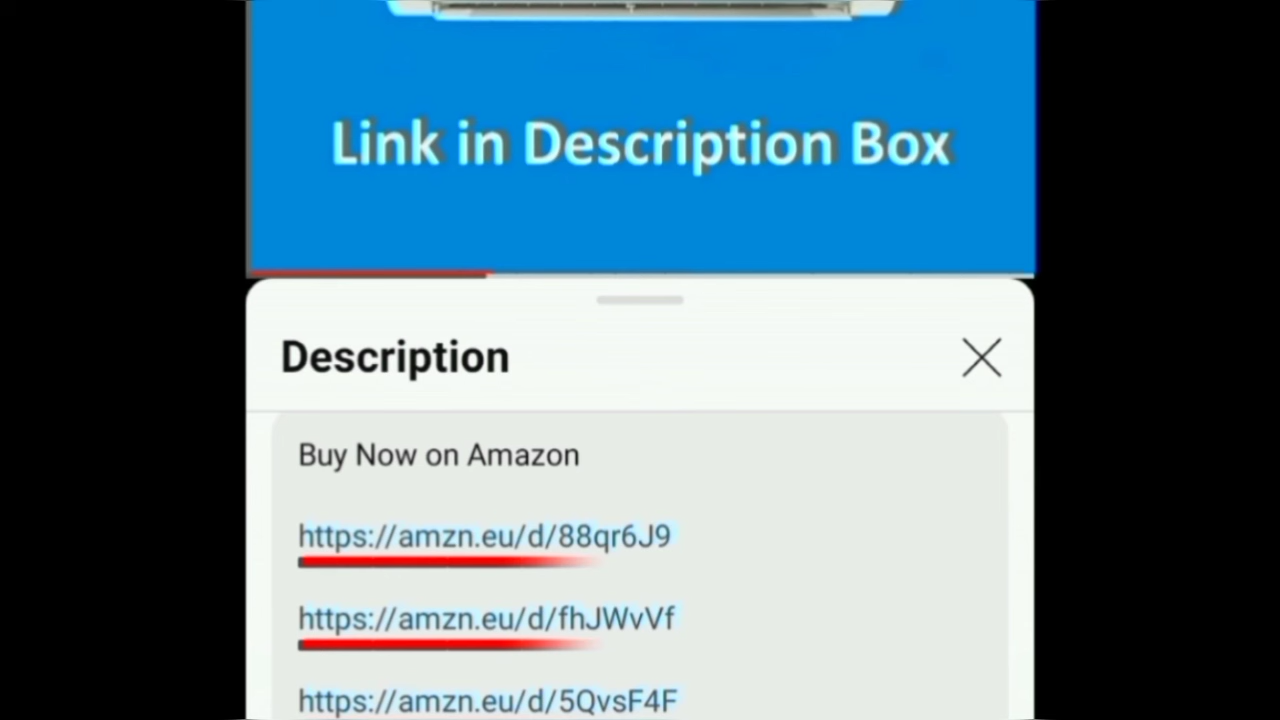 Link in Description Box
Description
Buy Now on Amazon
https://amzn.eu/d/88qr6J9
https://amzn.eu/d/fhJWvVf
https://amzn.eu/d/5QvsF4F